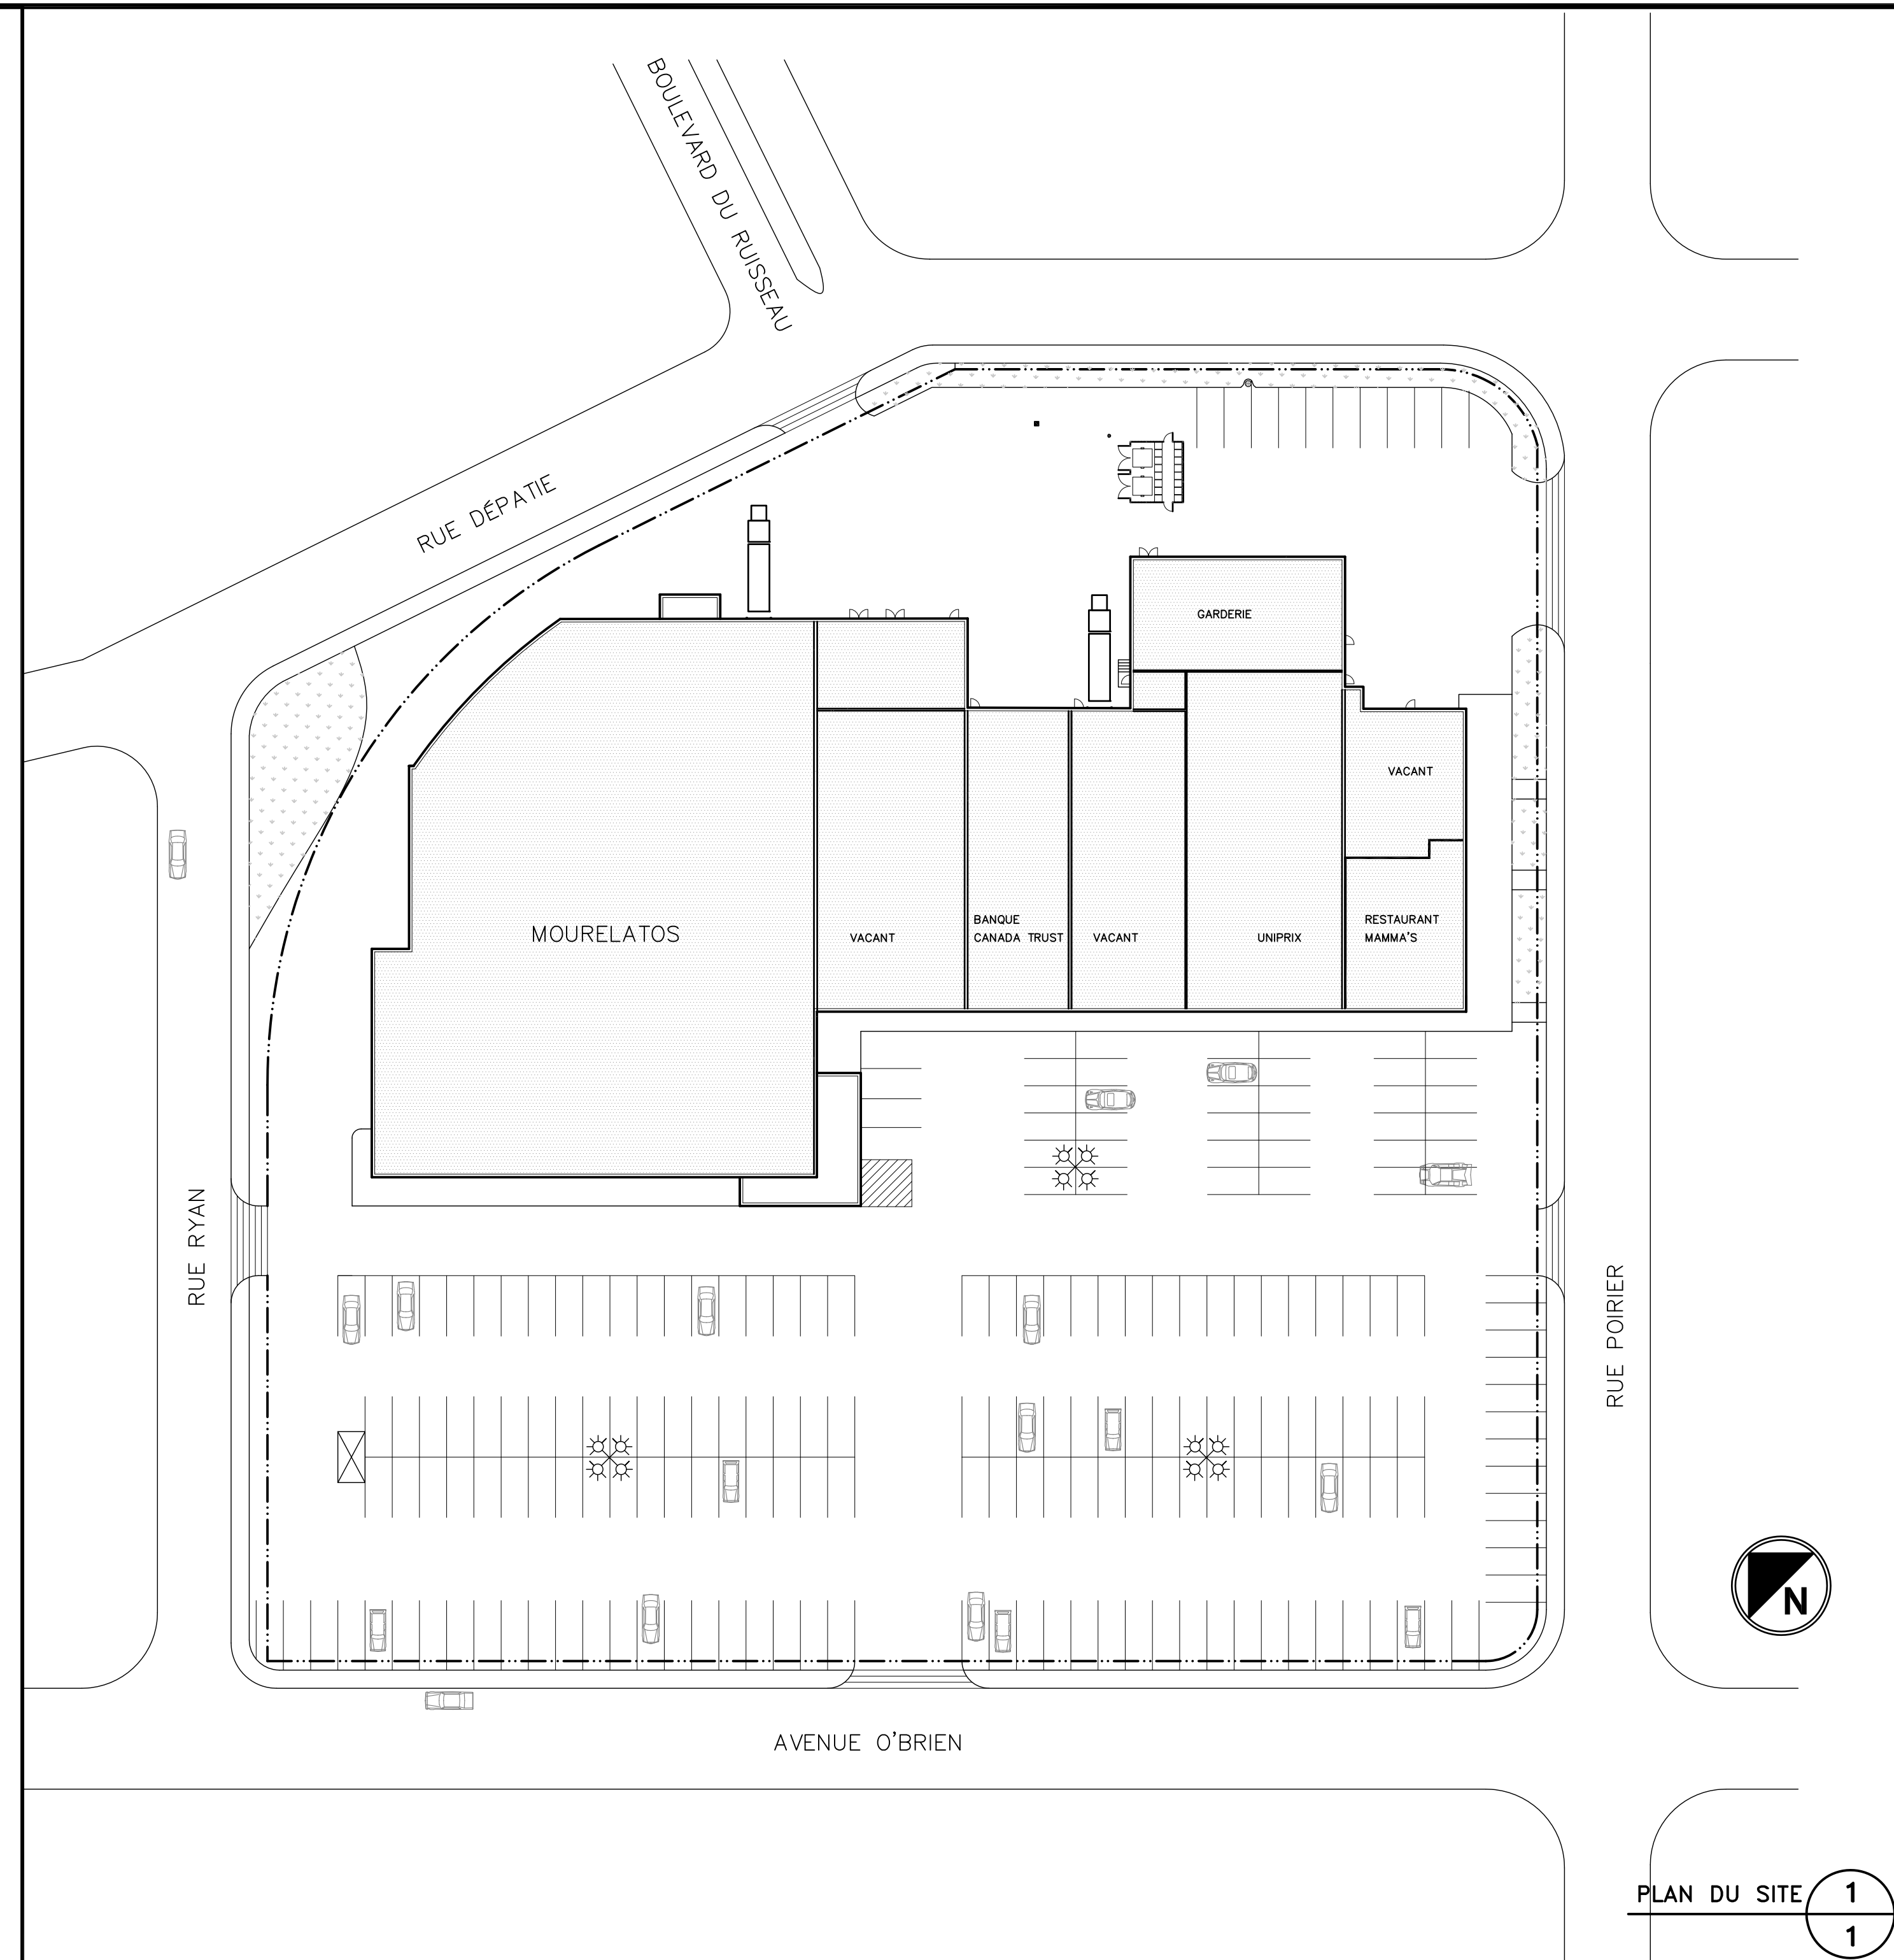 BOULEVARD DU RUISSEAU
RUE DÉPATIE
GARDERIE
VACANT
MOURELATOS
VACANT
BANQUE
CANADA TRUST
VACANT
UNIPRIX
RESTAURANT
MAMMA'S
RUE RYAN
RUE POIRIER
N
AVENUE O'BRIEN
PLAN DU SITE
1
1